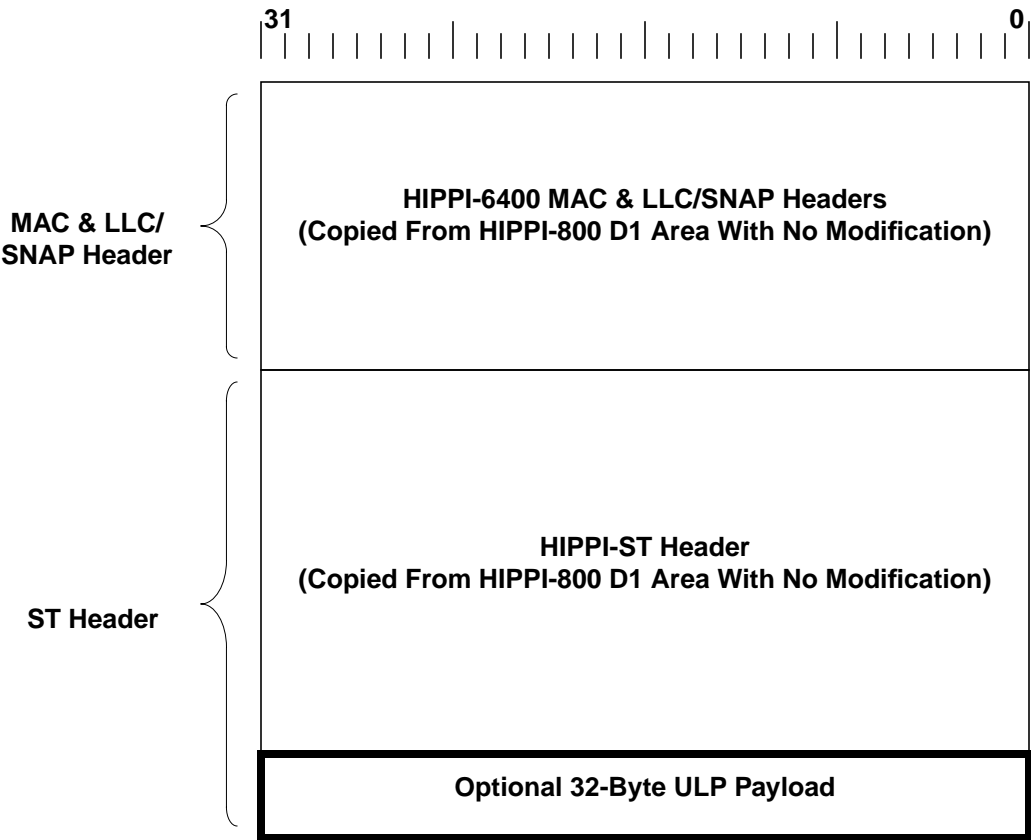 31 0
HIPPI-6400 MAC & LLC/SNAP Headers
(Copied From HIPPI-800 D1 Area With No Modification)
MAC & LLC/
SNAP Header
HIPPI-ST Header
(Copied From HIPPI-800 D1 Area With No Modification)
ST Header
Optional 32-Byte ULP Payload